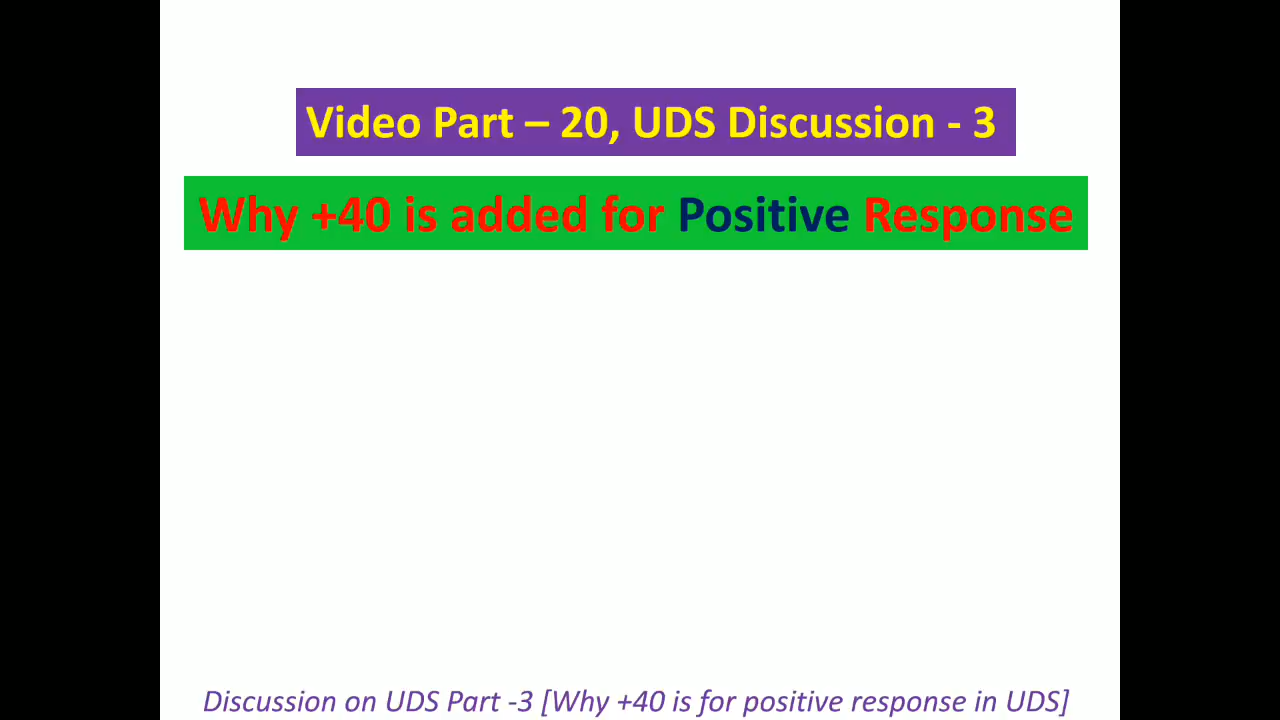 Video Part – 20, UDS Discussion - 3
Why +40 is added for Positive Response
Discussion on UDS Part -3 [Why +40 is for positive response in UDS]